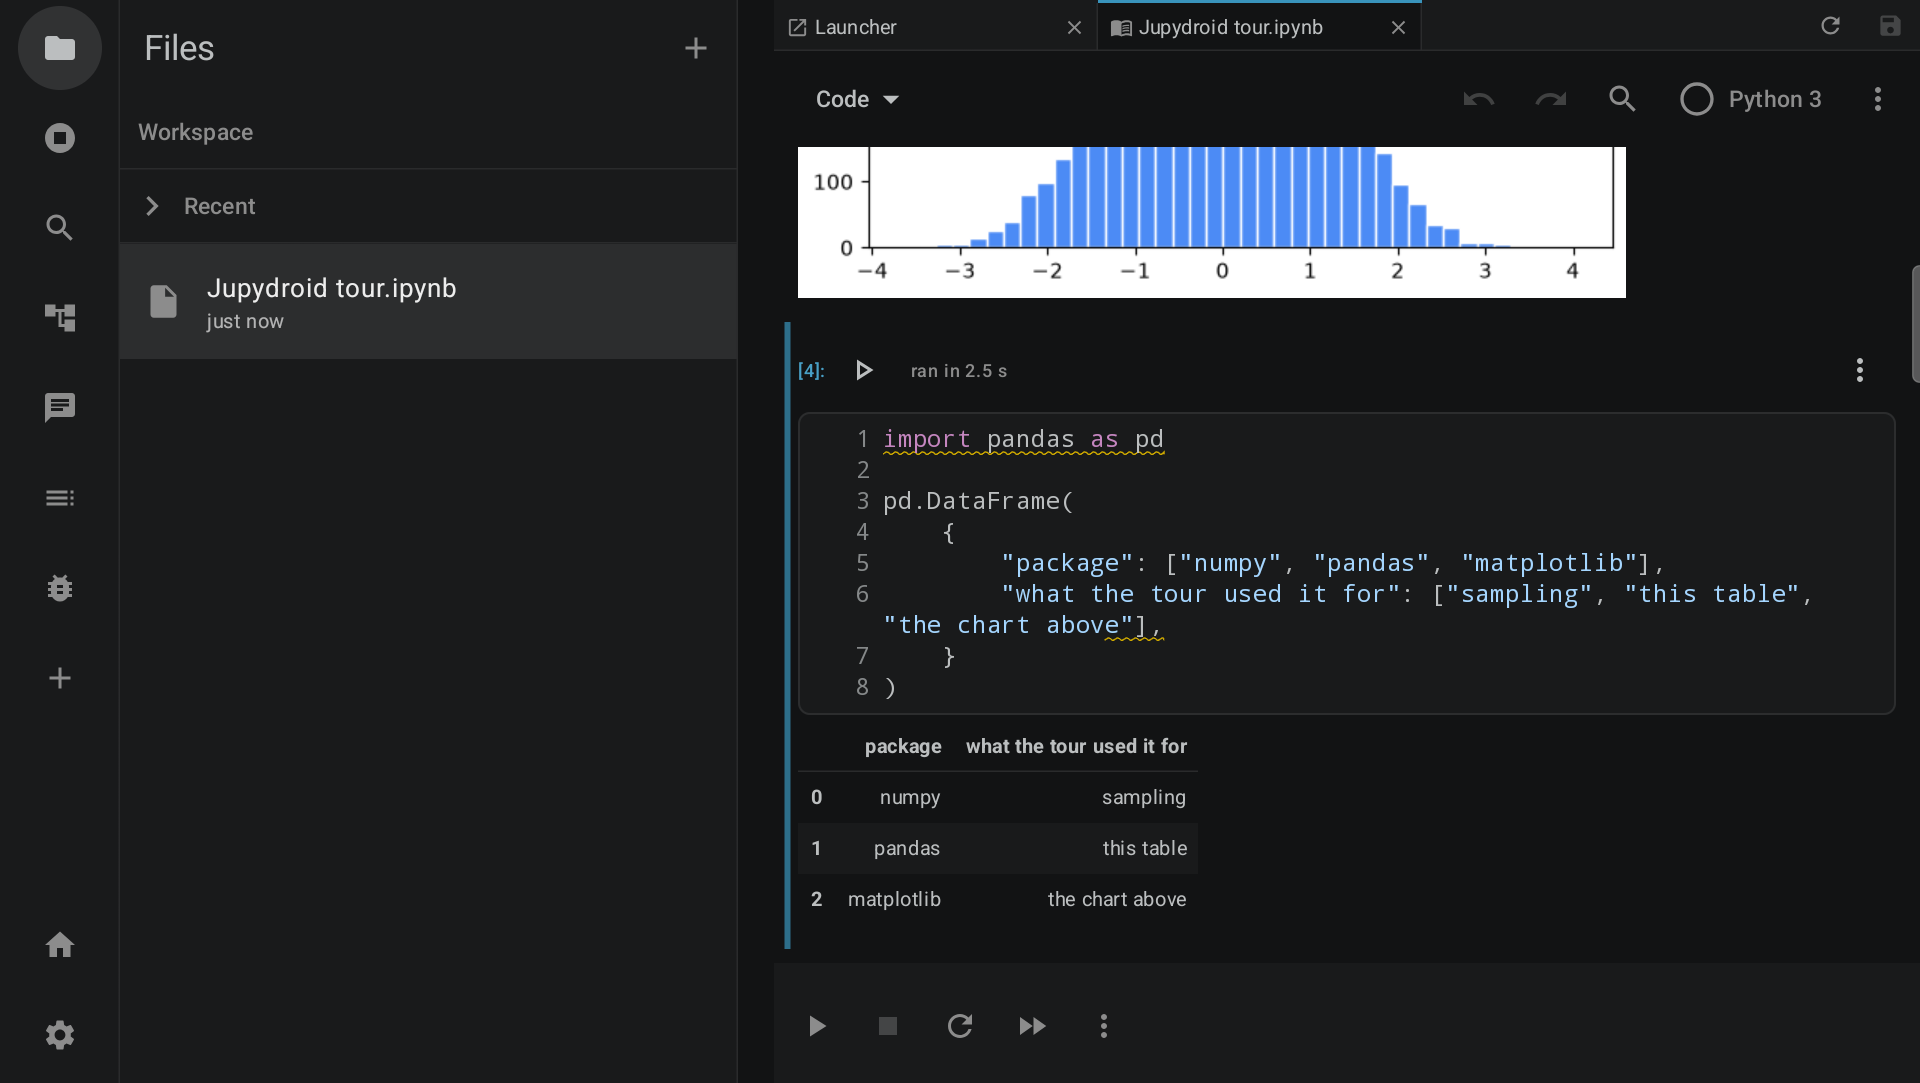 Files
Workspace
Recent
Jupydroid tour.ipynb
just now
Launcher
Jupydroid tour.ipynb
Code
Python 3
100
0
−4 −3 −2 −1 0 1 2 3 4
[4]:
ran in 2.5 s
1 import pandas as pd
2
3 pd.DataFrame(
4     {
5         "package": ["numpy", "pandas", "matplotlib"],
6         "what the tour used it for": ["sampling", "this table",
"the chart above"],
7     }
8 )
package what the tour used it for
0 numpy sampling
1 pandas this table
2 matplotlib the chart above